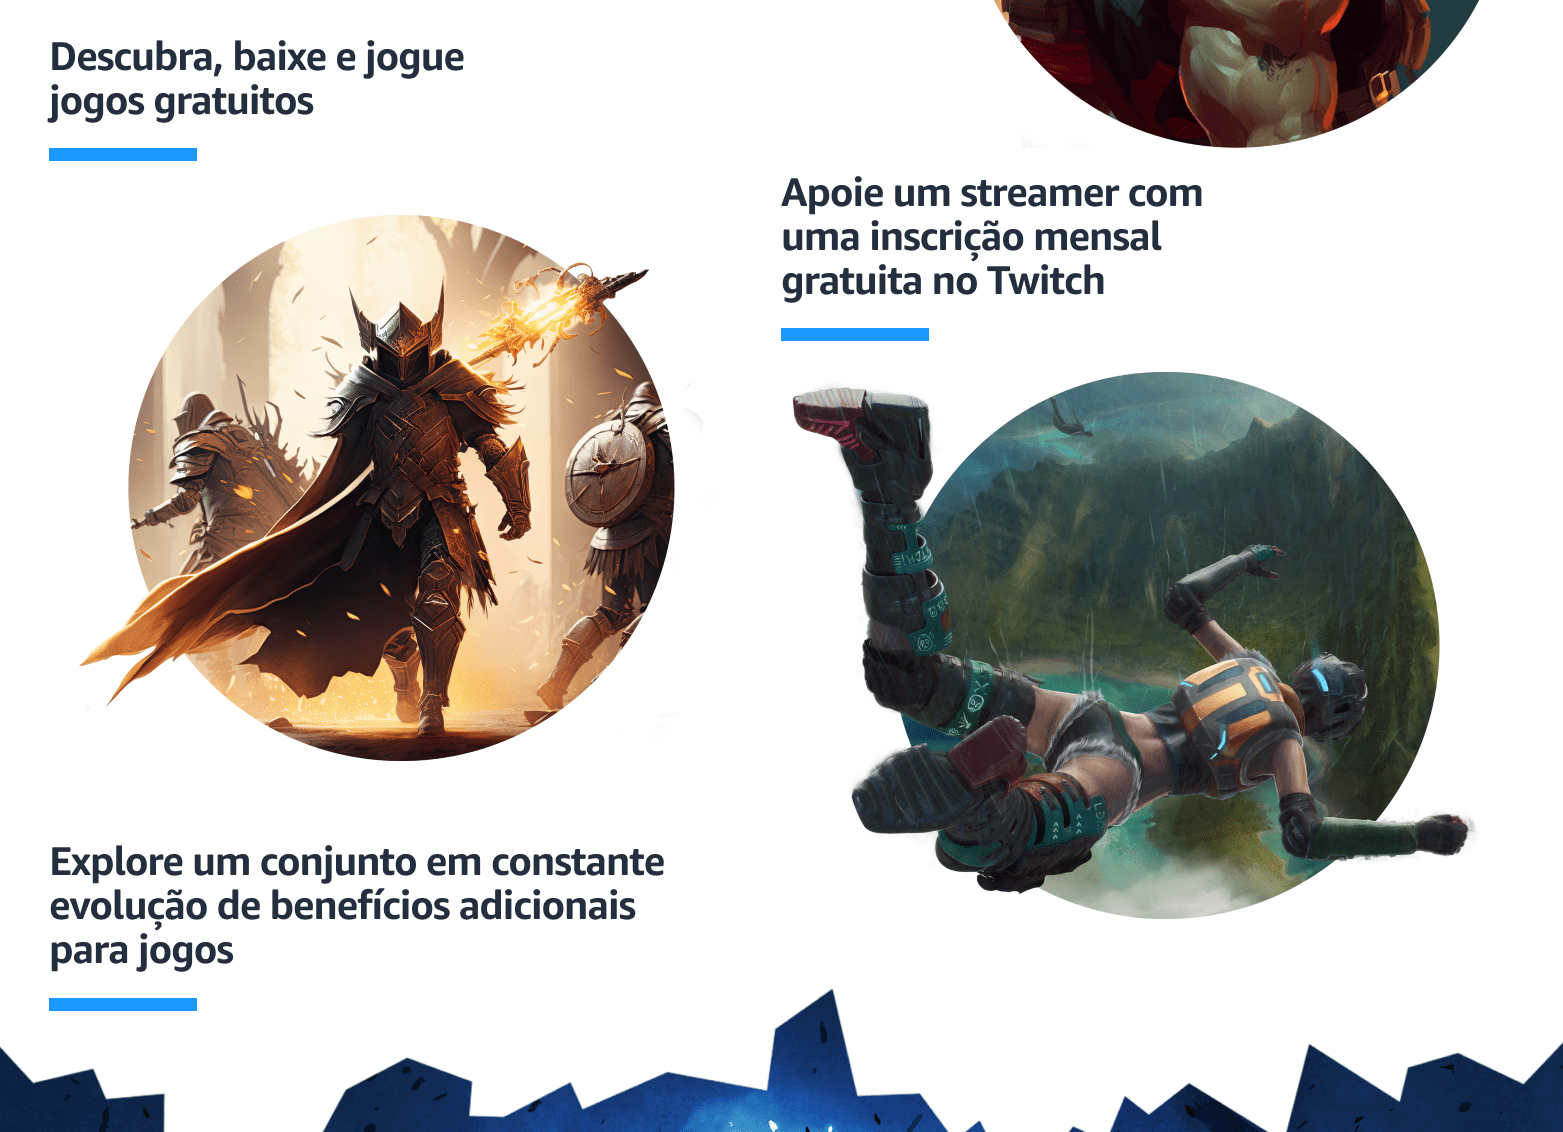 Descubra, baixe e jogue
jogos gratuitos
Apoie um streamer com
uma inscrição mensal
gratuita no Twitch
Explore um conjunto em constante
evolução de benefícios adicionais
para jogos